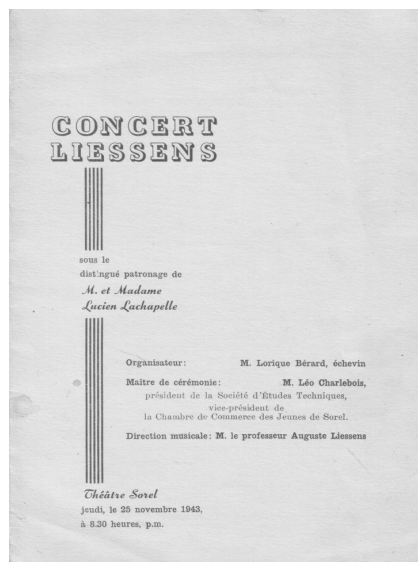 CONCERT
LIESSENS
sous le
distingué patronage de
M. et Madame
Lucien Lachapelle
Organisateur: M. Lorique Bérard, échevin
Maître de cérémonie: M. Léo Charlebois,
président de la Société d'Études Techniques,
vice-président de
la Chambre de Commerce des Jeunes de Sorel.
Direction musicale: M. le professeur Auguste Liessens
Théâtre Sorel
jeudi, le 25 novembre 1943,
à 8.30 heures, p.m.